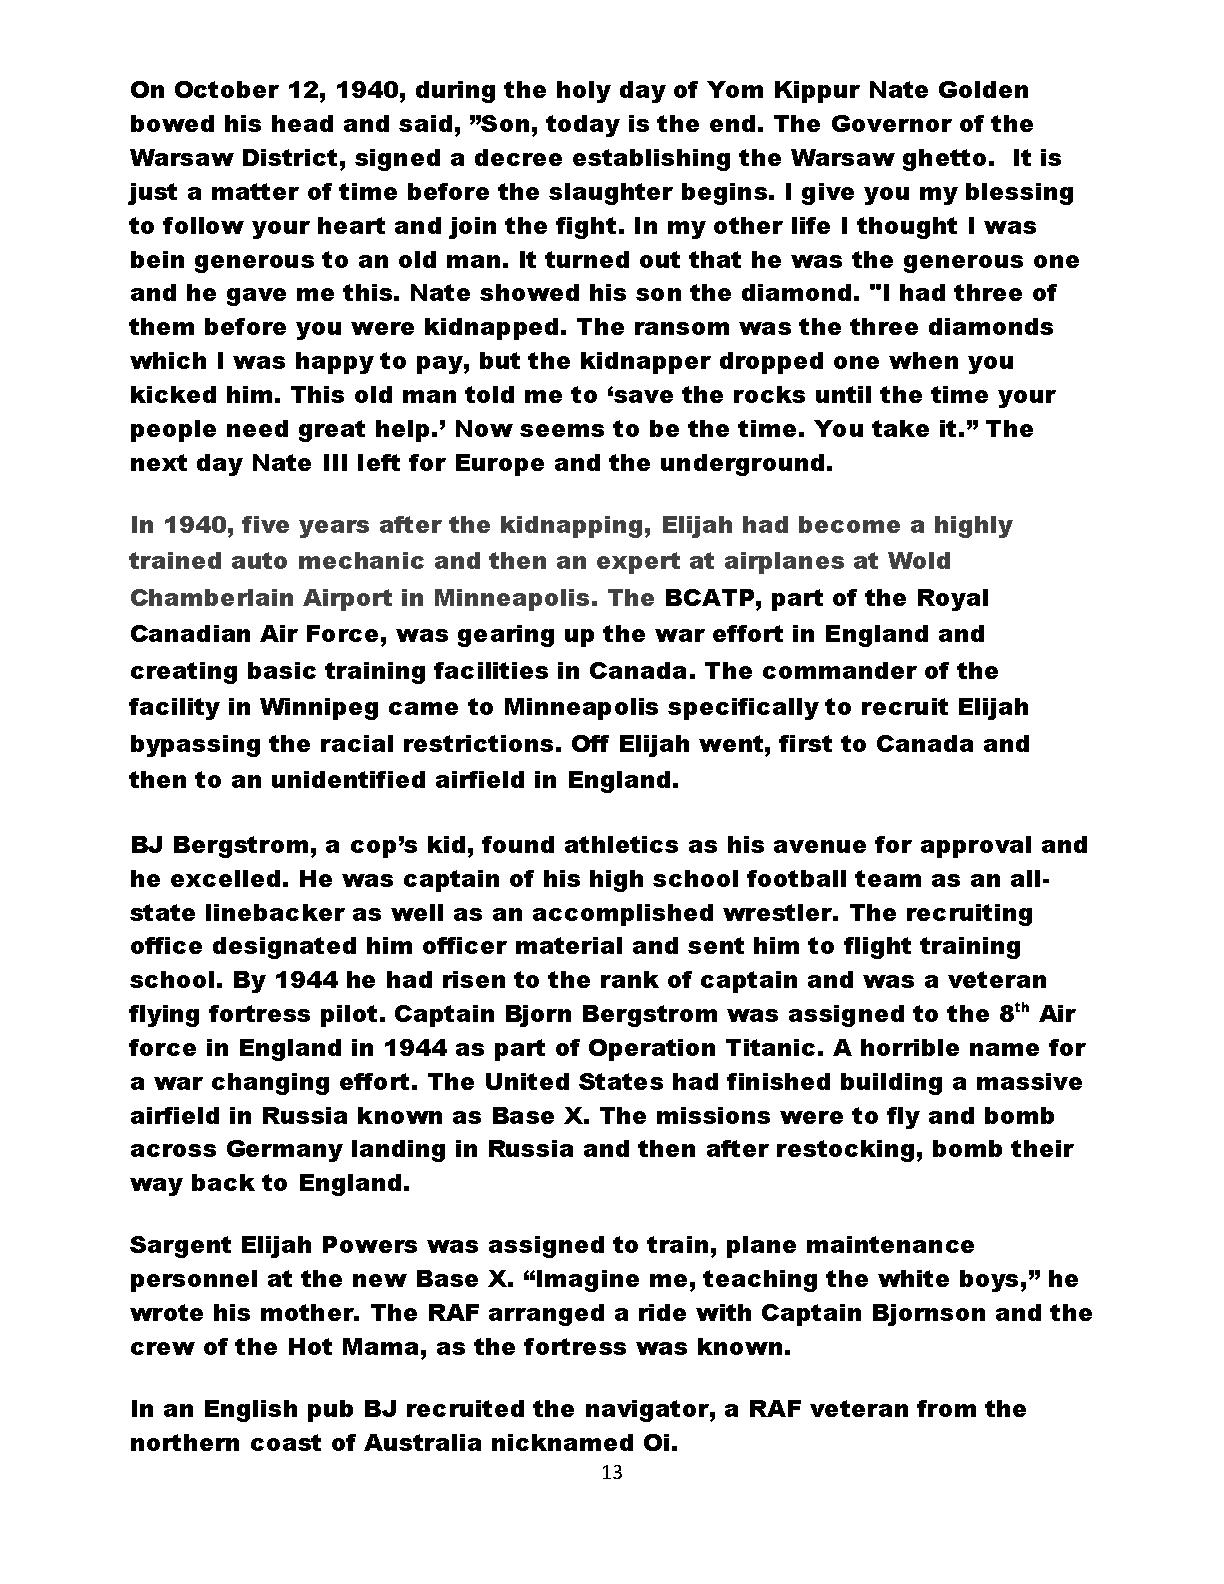 On October 12, 1940, during the holy day of Yom Kippur Nate Golden
bowed his head and said, ”Son, today is the end. The Governor of the
Warsaw District, signed a decree establishing the Warsaw ghetto.  It is
just a matter of time before the slaughter begins. I give you my blessing
to follow your heart and join the fight. In my other life I thought I was
bein generous to an old man. It turned out that he was the generous one
and he gave me this. Nate showed his son the diamond. "I had three of
them before you were kidnapped. The ransom was the three diamonds
which I was happy to pay, but the kidnapper dropped one when you
kicked him. This old man told me to ‘save the rocks until the time your
people need great help.’ Now seems to be the time. You take it.” The
next day Nate III left for Europe and the underground.
In 1940, five years after the kidnapping, Elijah had become a highly
trained auto mechanic and then an expert at airplanes at Wold
Chamberlain Airport in Minneapolis. The BCATP, part of the Royal
Canadian Air Force, was gearing up the war effort in England and
creating basic training facilities in Canada. The commander of the
facility in Winnipeg came to Minneapolis specifically to recruit Elijah
bypassing the racial restrictions. Off Elijah went, first to Canada and
then to an unidentified airfield in England.
BJ Bergstrom, a cop’s kid, found athletics as his avenue for approval and
he excelled. He was captain of his high school football team as an all-
state linebacker as well as an accomplished wrestler. The recruiting
office designated him officer material and sent him to flight training
school. By 1944 he had risen to the rank of captain and was a veteran
flying fortress pilot. Captain Bjorn Bergstrom was assigned to the 8th Air
force in England in 1944 as part of Operation Titanic. A horrible name for
a war changing effort. The United States had finished building a massive
airfield in Russia known as Base X. The missions were to fly and bomb
across Germany landing in Russia and then after restocking, bomb their
way back to England.
Sargent Elijah Powers was assigned to train, plane maintenance
personnel at the new Base X. “Imagine me, teaching the white boys,” he
wrote his mother. The RAF arranged a ride with Captain Bjornson and the
crew of the Hot Mama, as the fortress was known.
In an English pub BJ recruited the navigator, a RAF veteran from the
northern coast of Australia nicknamed Oi.
13